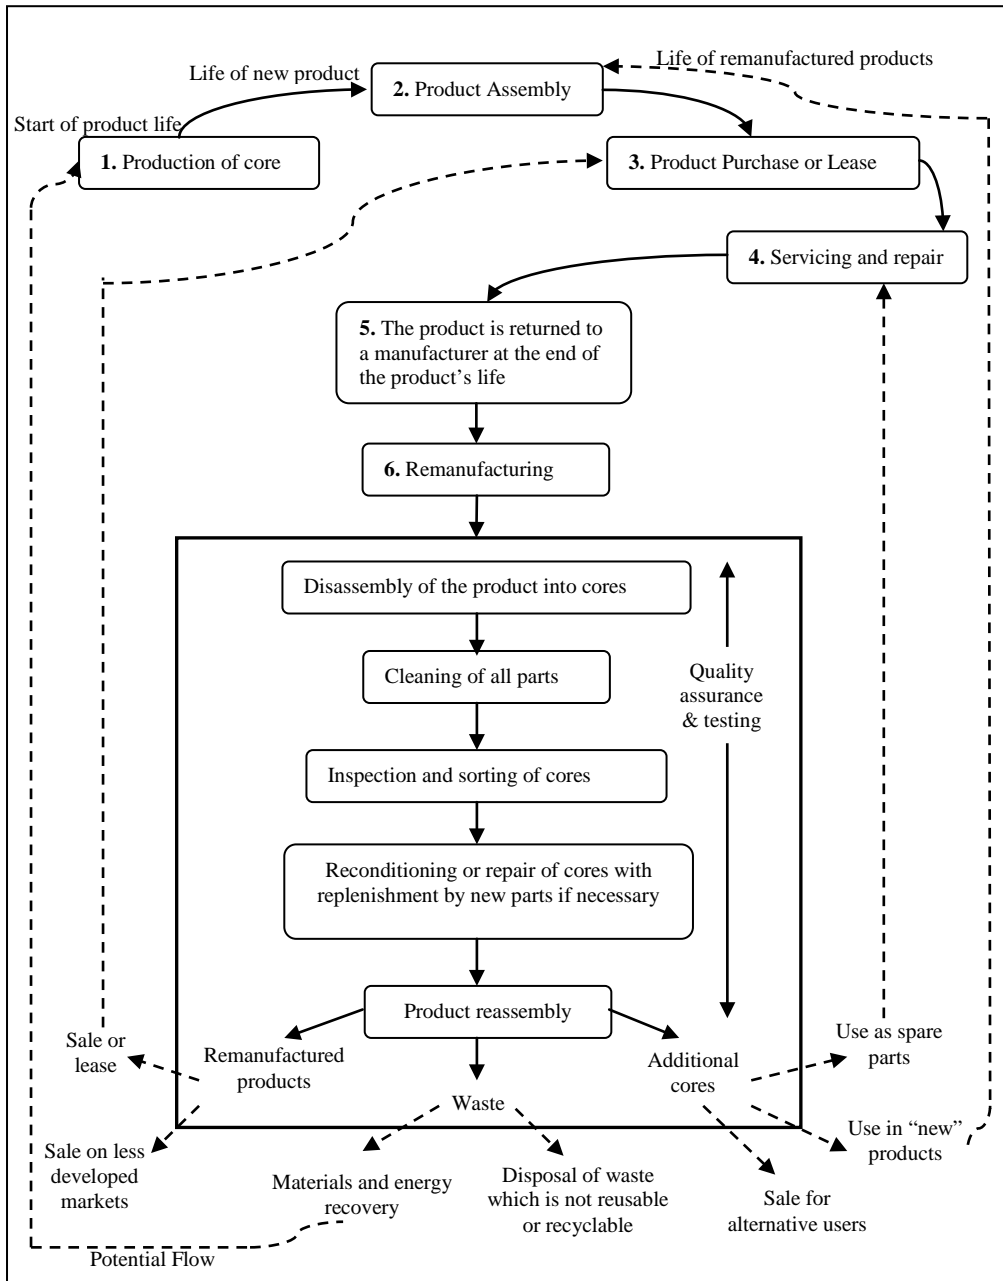 Life of remanufactured products
Life of new product
2. Product Assembly
Start of product life
1. Production of core
3. Product Purchase or Lease
4. Servicing and repair
5. The product is returned to
a manufacturer at the end of
the product’s life
6. Remanufacturing
Disassembly of the product into cores
Cleaning of all parts
Quality
assurance
& testing
Inspection and sorting of cores
Reconditioning or repair of cores with
replenishment by new parts if necessary
Product reassembly
Sale or
lease
Remanufactured
products
Waste
Additional
cores
Use as spare
parts
Use in “new”
products
Sale on less
developed
markets
Materials and energy
recovery
Disposal of waste
which is not reusable
or recyclable
Sale for
alternative users
Potential Flow